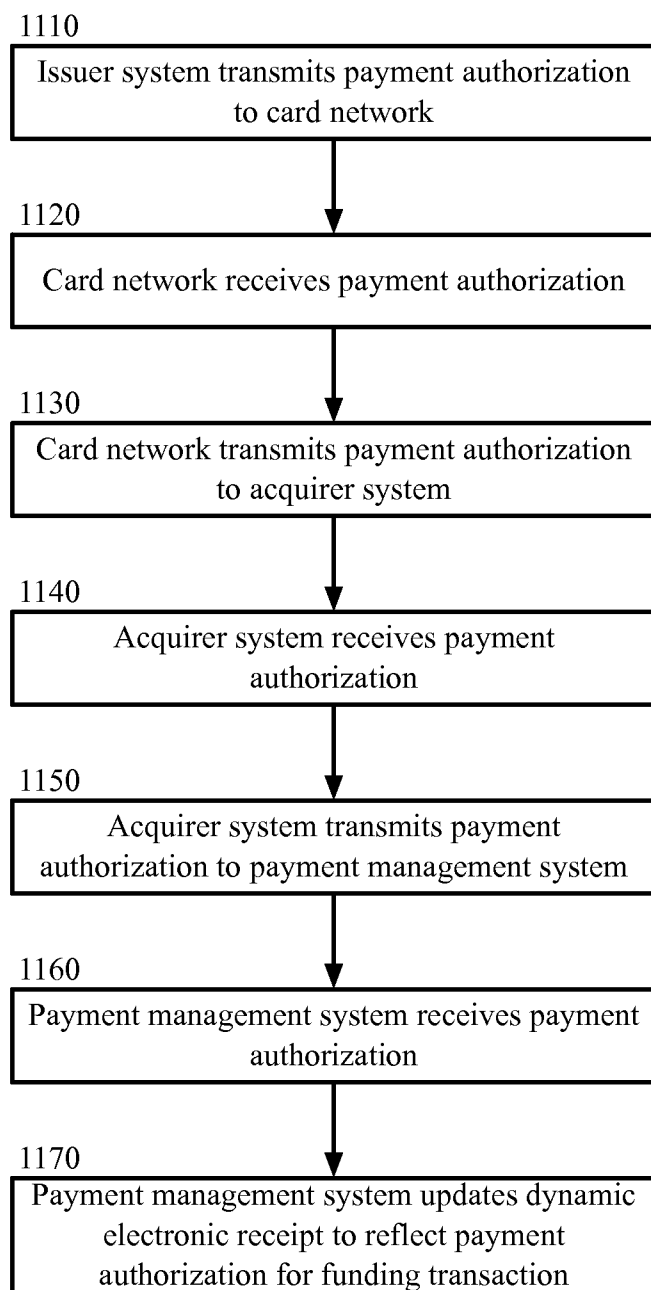 1110
Issuer system transmits payment authorization
to card network
1120
Card network receives payment authorization
1130
Card network transmits payment authorization
to acquirer system
1140
Acquirer system receives payment
authorization
1150
Acquirer system transmits payment
authorization to payment management system
1160
Payment management system receives payment
authorization
1170
Payment management system updates dynamic
electronic receipt to reflect payment
authorization for funding transaction